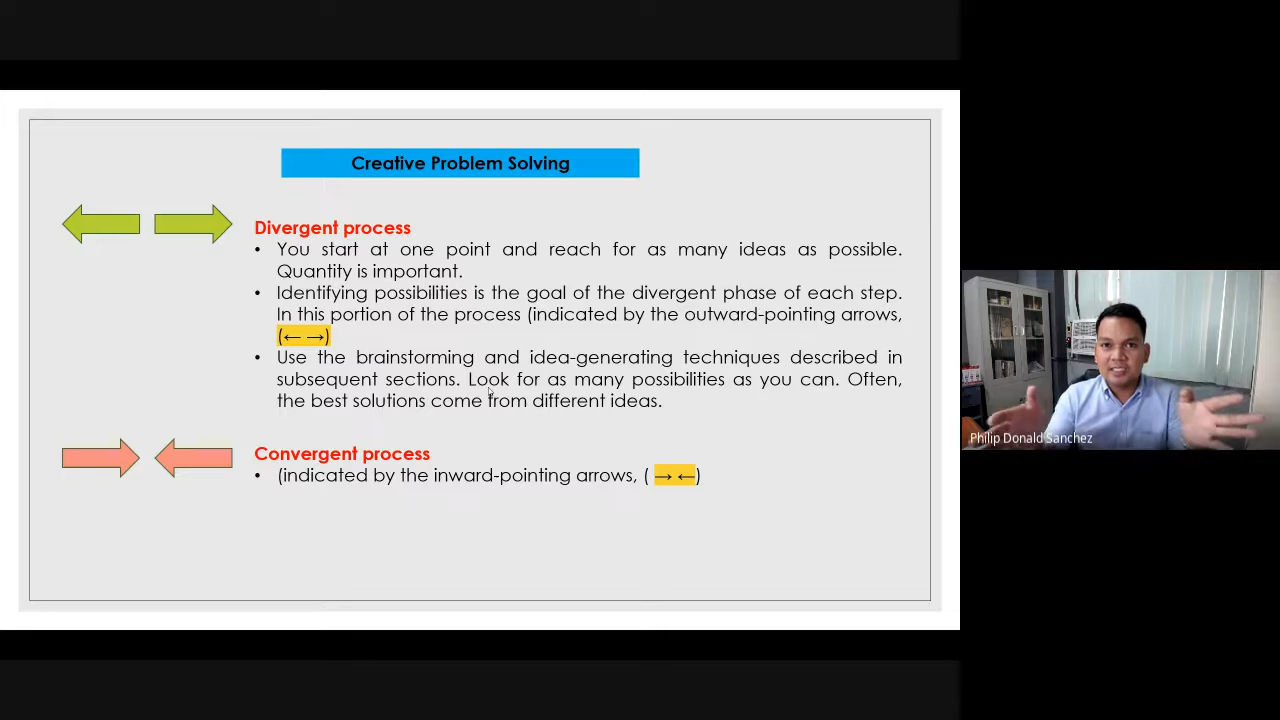 Creative Problem Solving
Divergent process
• You start at one point and reach for as many ideas as possible.
Quantity is important.
• Identifying possibilities is the goal of the divergent phase of each step.
In this portion of the process (indicated by the outward-pointing arrows,
(← →)
• Use the brainstorming and idea-generating techniques described in
subsequent sections. Look for as many possibilities as you can. Often,
the best solutions come from different ideas.
Convergent process
• (indicated by the inward-pointing arrows, ( → ←)
Philip Donald Sanchez